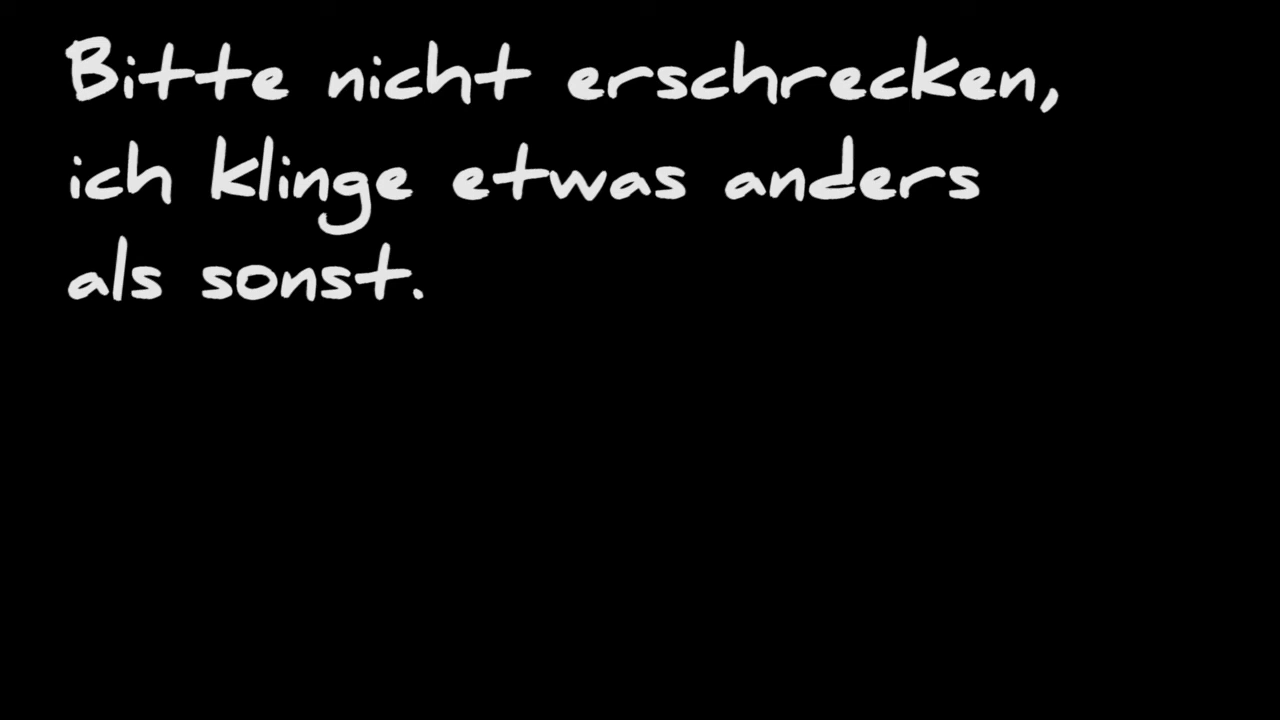 Bitte nicht erschrecken,
ich klinge etwas anders
als sonst.